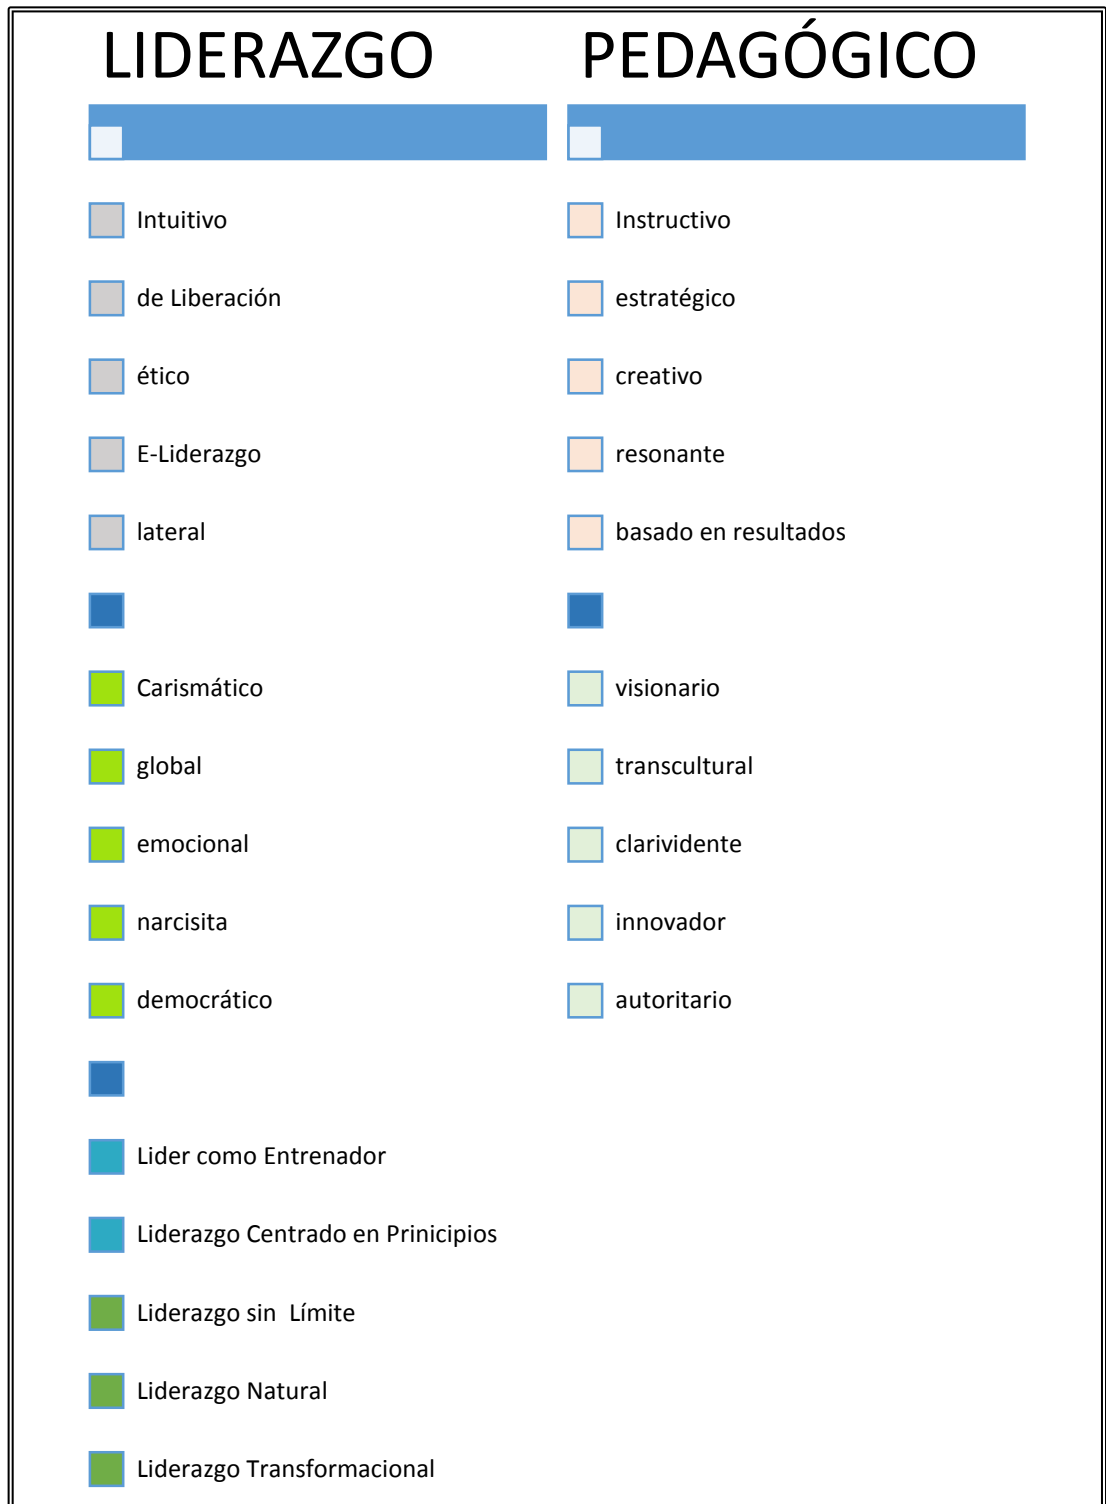 LIDERAZGO
Intuitivo
de Liberación
ético
E-Liderazgo
lateral
Carismático
global
emocional
narcisita
democrático
Lider como Entrenador
Liderazgo Centrado en Prinicipios
Liderazgo sin Límite
Liderazgo Natural
Liderazgo Transformacional
PEDAGÓGICO
Instructivo
estratégico
creativo
resonante
basado en resultados
visionario
transcultural
clarividente
innovador
autoritario